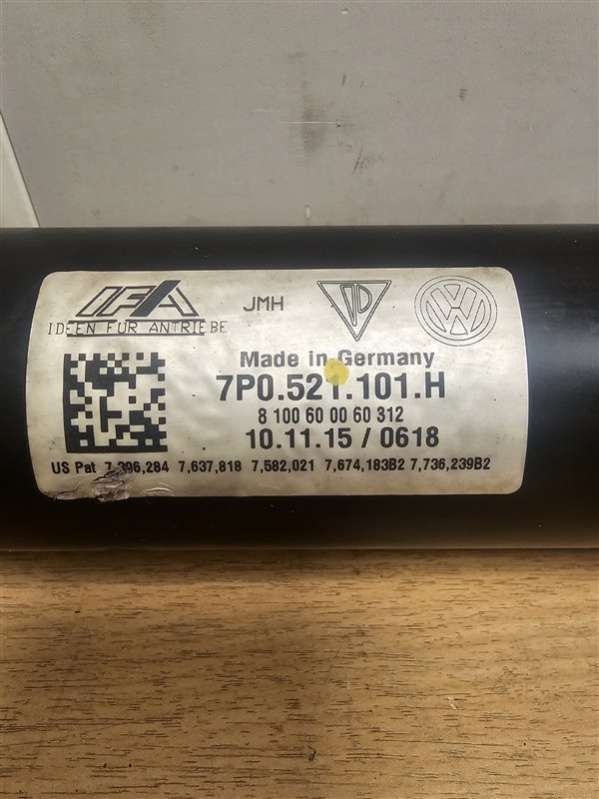 IFA
IDEEN FÜR ANTRIEBE
JMH
Made in Germany
7P0.521.101.H
8 100 60 00 60 312
10.11.15 / 0618
US Pat 7,396,284 7,637,818 7,582,021 7,674,183B2 7,736,239B2